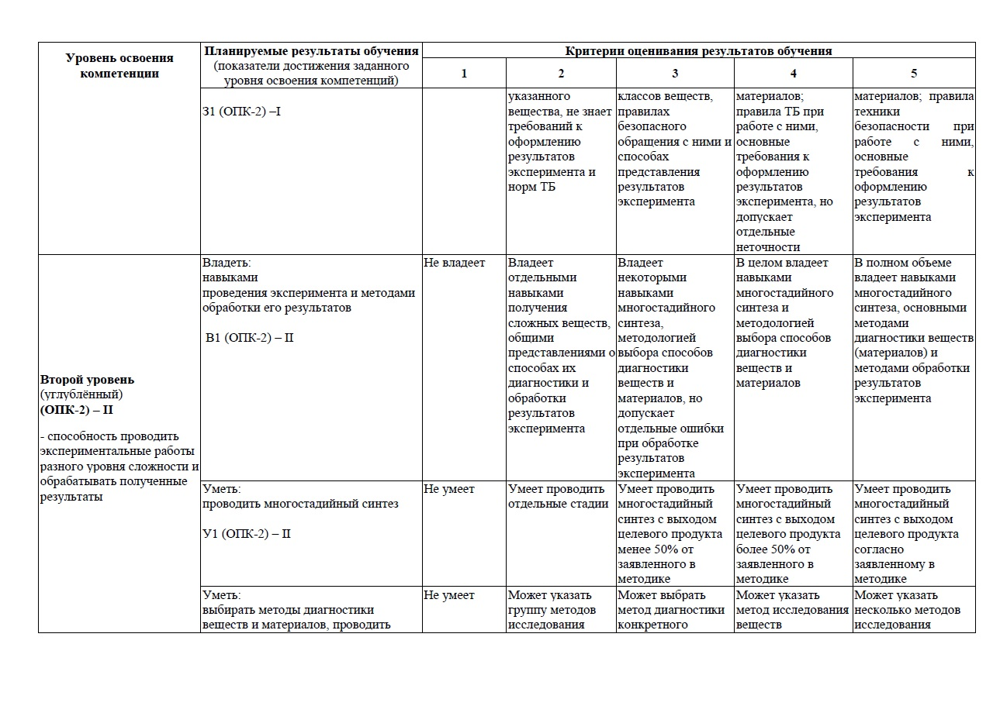 Уровень освоения
компетенции
Планируемые результаты обучения
(показатели достижения заданного
уровня освоения компетенций)
Критерии оценивания результатов обучения
1
2
3
4
5
З1 (ОПК-2) –I
указанного
вещества, не знает
требований к
оформлению
результатов
эксперимента и
норм ТБ
классов веществ,
правилах
безопасного
обращения с ними и
способах
представления
результатов
эксперимента
материалов;
правила ТБ при
работе с ними,
основные
требования к
оформлению
результатов
эксперимента, но
допускает
отдельные
неточности
материалов; правила
техники
безопасности при
работе с ними,
основные
требования к
оформлению
результатов
эксперимента
Второй уровень
(углублённый)
(ОПК-2) – II
- способность проводить
экспериментальные работы
разного уровня сложности и
обрабатывать полученные
результаты
Владеть:
навыками
проведения эксперимента и методами
обработки его результатов
В1 (ОПК-2) – II
Не владеет
Владеет
отдельными
навыками
получения
сложных веществ,
общими
представлениями о
способах их
диагностики и
обработки
результатов
эксперимента
Владеет
некоторыми
навыками
многостадийного
синтеза,
методологией
выбора способов
диагностики
веществ и
материалов, но
допускает
отдельные ошибки
при обработке
результатов
эксперимента
В целом владеет
навыками
многостадийного
синтеза и
методологией
выбора способов
диагностики
веществ и
материалов
В полном объеме
владеет навыками
многостадийного
синтеза, основными
методами
диагностики веществ
(материалов) и
методами обработки
результатов
эксперимента
Уметь:
проводить многостадийный синтез
У1 (ОПК-2) – II
Не умеет
Умеет проводить
отдельные стадии
Умеет проводить
многостадийный
синтез с выходом
целевого продукта
менее 50% от
заявленного в
методике
Умеет проводить
многостадийный
синтез с выходом
целевого продукта
более 50% от
заявленного в
методике
Умеет проводить
многостадийный
синтез с выходом
целевого продукта
согласно
заявленному в
методике
Уметь:
выбирать методы диагностики
веществ и материалов, проводить
Не умеет
Может указать
группу методов
исследования
Может выбрать
метод диагностики
конкретного
Может указать
метод исследования
веществ
Может указать
несколько методов
исследования